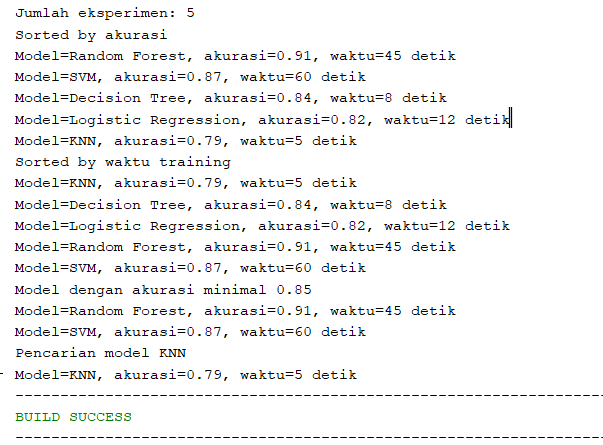 Jumlah eksperimen: 5
Sorted by akurasi
Model=Random Forest, akurasi=0.91, waktu=45 detik
Model=SVM, akurasi=0.87, waktu=60 detik
Model=Decision Tree, akurasi=0.84, waktu=8 detik
Model=Logistic Regression, akurasi=0.82, waktu=12 detik
Model=KNN, akurasi=0.79, waktu=5 detik
Sorted by waktu training
Model=KNN, akurasi=0.79, waktu=5 detik
Model=Decision Tree, akurasi=0.84, waktu=8 detik
Model=Logistic Regression, akurasi=0.82, waktu=12 detik
Model=Random Forest, akurasi=0.91, waktu=45 detik
Model=SVM, akurasi=0.87, waktu=60 detik
Model dengan akurasi minimal 0.85
Model=Random Forest, akurasi=0.91, waktu=45 detik
Model=SVM, akurasi=0.87, waktu=60 detik
Pencarian model KNN
Model=KNN, akurasi=0.79, waktu=5 detik
------------------------------------------------------------------
BUILD SUCCESS
------------------------------------------------------------------